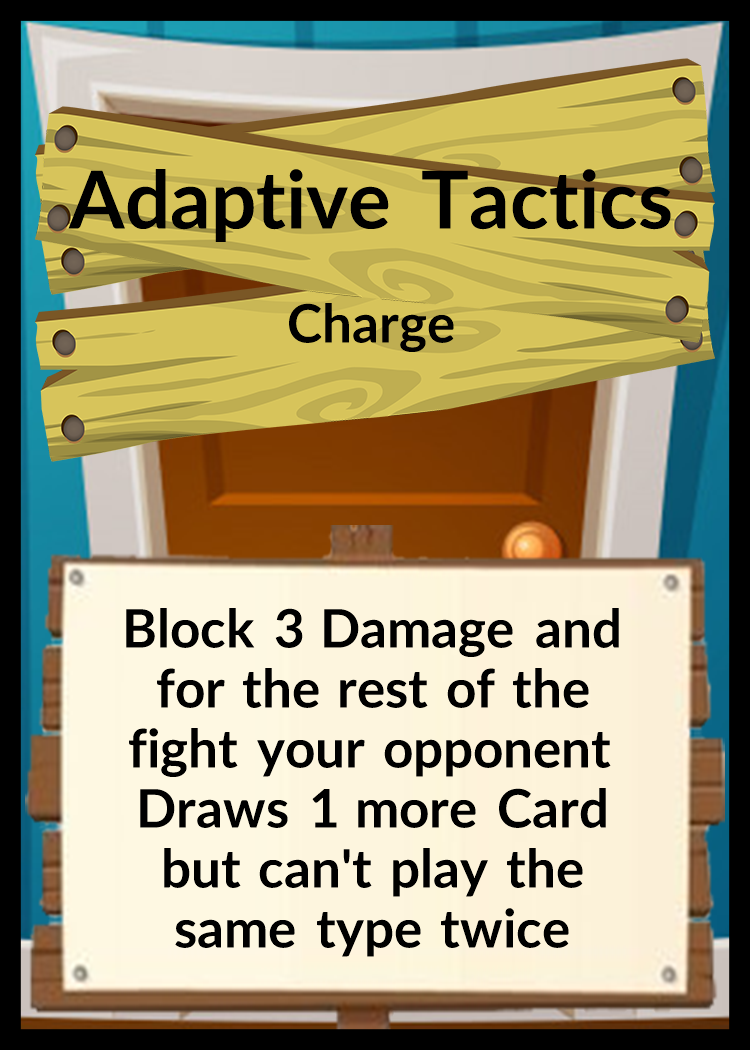 Adaptive Tactics
Charge
Block 3 Damage and
for the rest of the
fight your opponent
Draws 1 more Card
but can't play the
same type twice